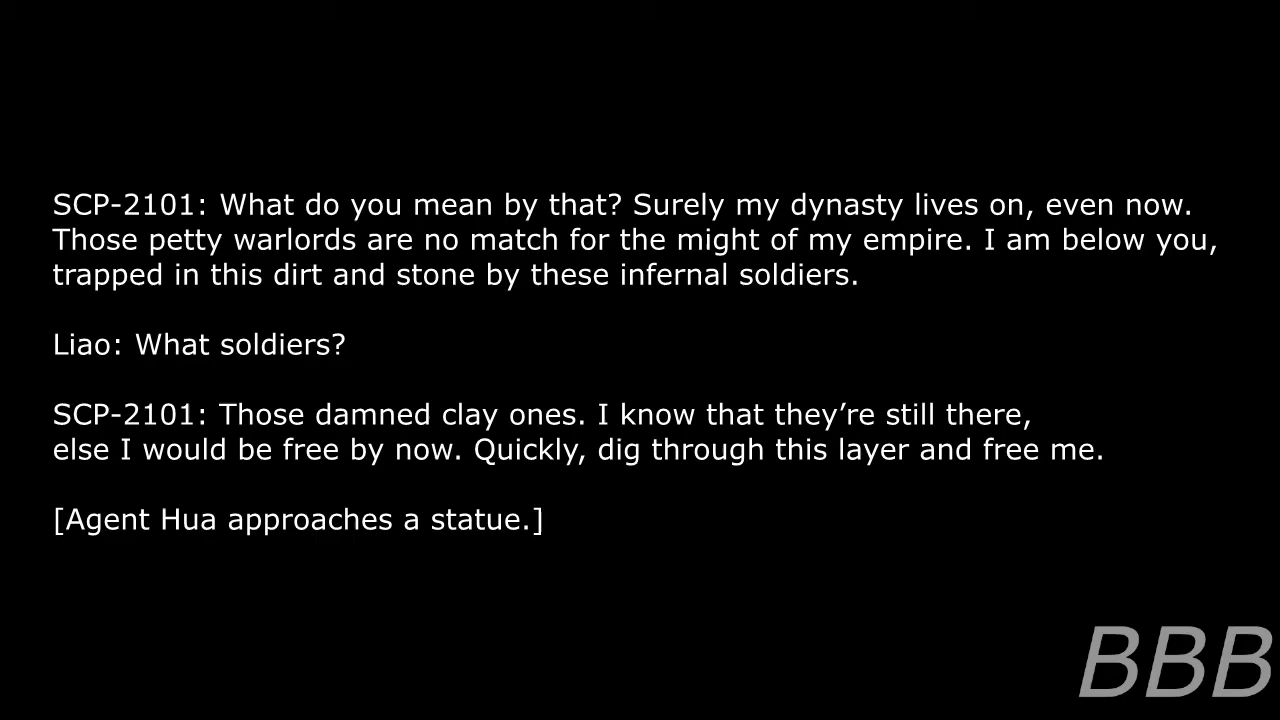 SCP-2101: What do you mean by that? Surely my dynasty lives on, even now.
Those petty warlords are no match for the might of my empire. I am below you,
trapped in this dirt and stone by these infernal soldiers.
Liao: What soldiers?
SCP-2101: Those damned clay ones. I know that they’re still there,
else I would be free by now. Quickly, dig through this layer and free me.
[Agent Hua approaches a statue.]
BBB